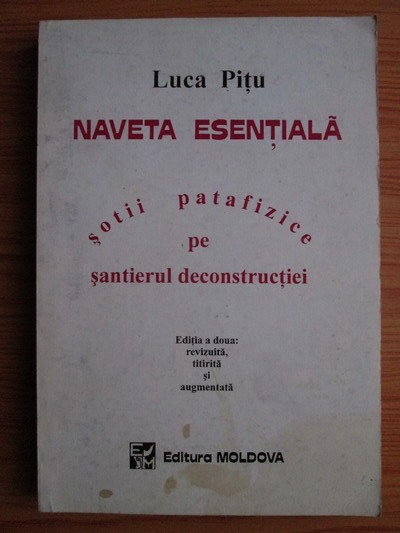 Luca Pițu
NAVETA ESENȚIALĂ
șotii patafizice
pe
șantierul deconstrucției
Ediția a doua:
revizuită,
titirită
și
augmentată
Editura MOLDOVA